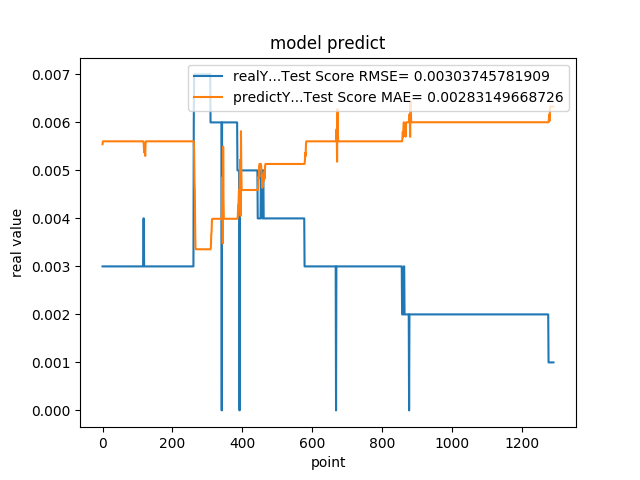 model predict
realY...Test Score RMSE= 0.00303745781909
predictY...Test Score MAE= 0.00283149668726
0.007
0.006
0.005
0.004
0.003
0.002
0.001
0.000
real value
0 200 400 600 800 1000 1200
point